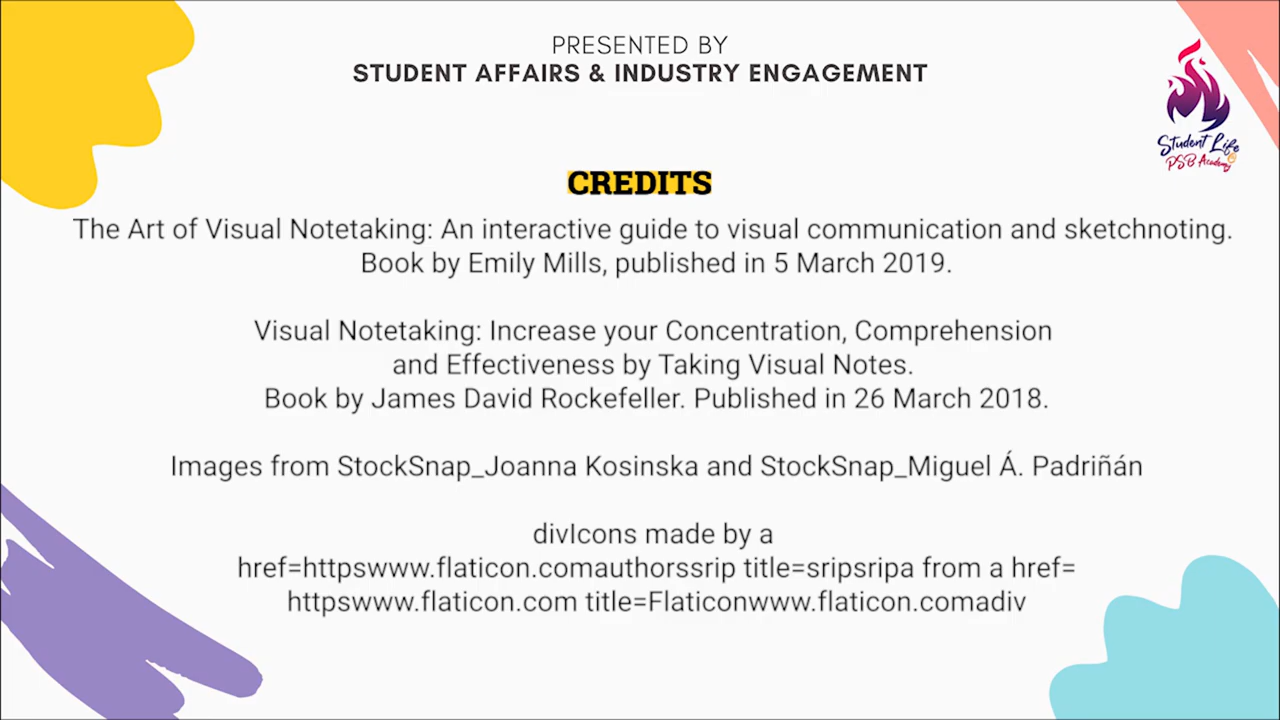 PRESENTED BY
STUDENT AFFAIRS & INDUSTRY ENGAGEMENT
Student Life
PSB Academy
CREDITS
The Art of Visual Notetaking: An interactive guide to visual communication and sketchnoting.
Book by Emily Mills, published in 5 March 2019.
Visual Notetaking: Increase your Concentration, Comprehension
and Effectiveness by Taking Visual Notes.
Book by James David Rockefeller. Published in 26 March 2018.
Images from StockSnap_Joanna Kosinska and StockSnap_Miguel Á. Padriñán
divIcons made by a
href=httpswww.flaticon.comauthorssrip title=sripsripa from a href=
httpswww.flaticon.com title=Flaticonwww.flaticon.comadiv